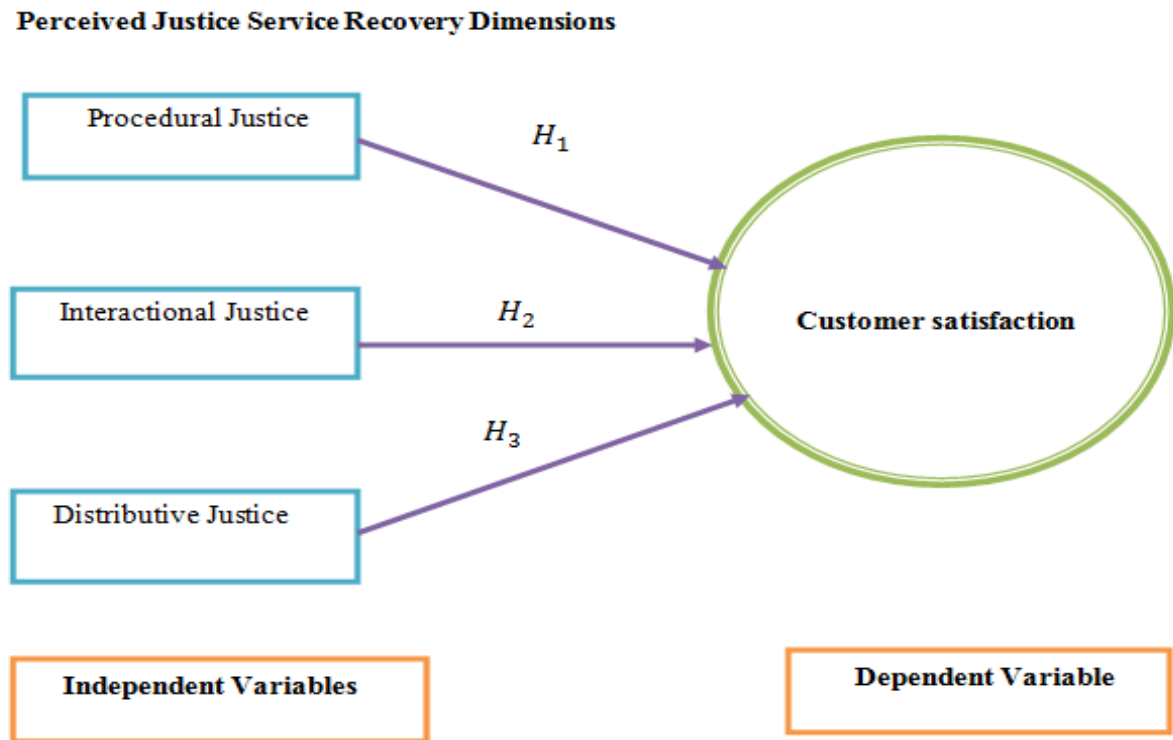 Perceived Justice Service Recovery Dimensions
Procedural Justice
H₁
Interactional Justice
H₂
Customer satisfaction
H₃
Distributive Justice
Independent Variables
Dependent Variable